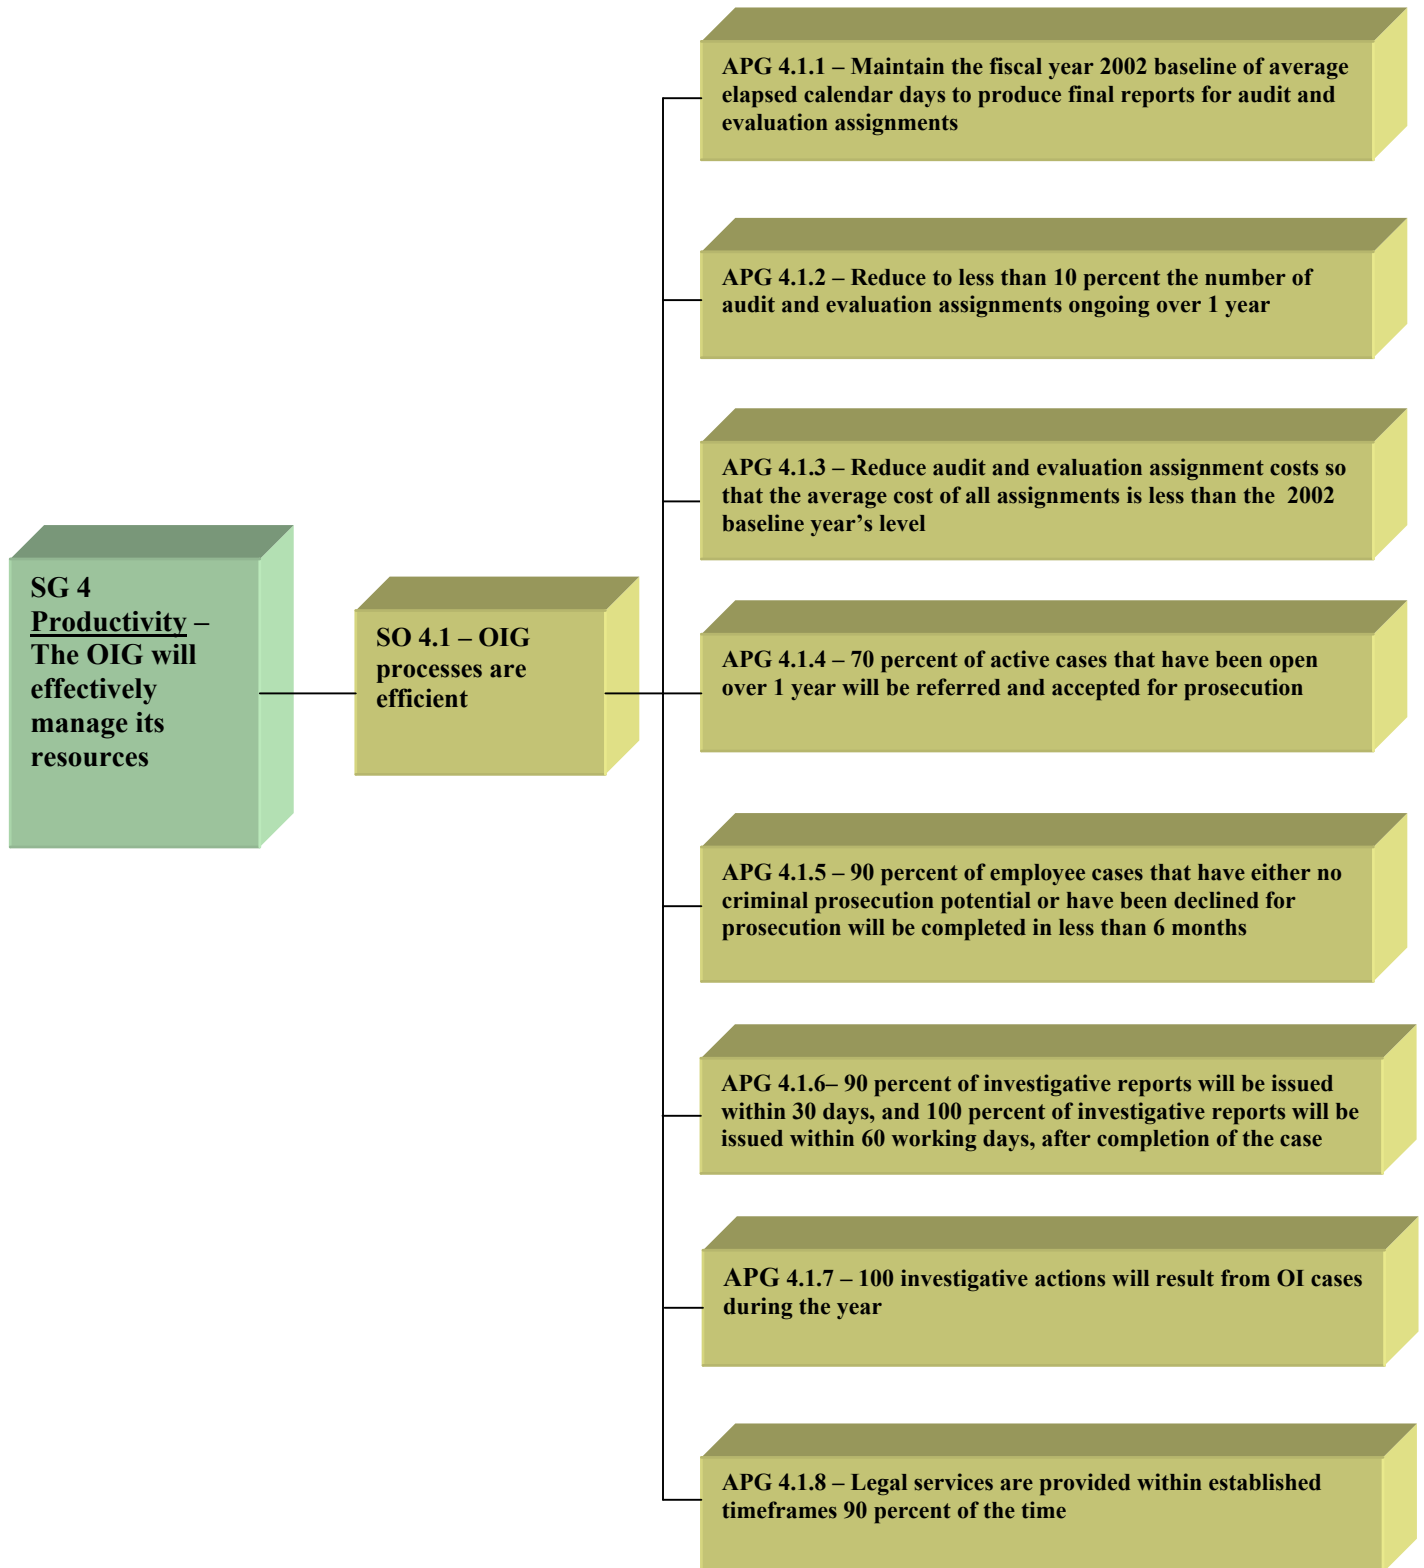 APG 4.1.1 – Maintain the fiscal year 2002 baseline of average
elapsed calendar days to produce final reports for audit and
evaluation assignments
APG 4.1.2 – Reduce to less than 10 percent the number of
audit and evaluation assignments ongoing over 1 year
APG 4.1.3 – Reduce audit and evaluation assignment costs so
that the average cost of all assignments is less than the  2002
baseline year’s level
SG 4
Productivity –
The OIG will
effectively
manage its
resources
SO 4.1 – OIG
processes are
efficient
APG 4.1.4 – 70 percent of active cases that have been open
over 1 year will be referred and accepted for prosecution
APG 4.1.5 – 90 percent of employee cases that have either no
criminal prosecution potential or have been declined for
prosecution will be completed in less than 6 months
APG 4.1.6– 90 percent of investigative reports will be issued
within 30 days, and 100 percent of investigative reports will be
issued within 60 working days, after completion of the case
APG 4.1.7 – 100 investigative actions will result from OI cases
during the year
APG 4.1.8 – Legal services are provided within established
timeframes 90 percent of the time